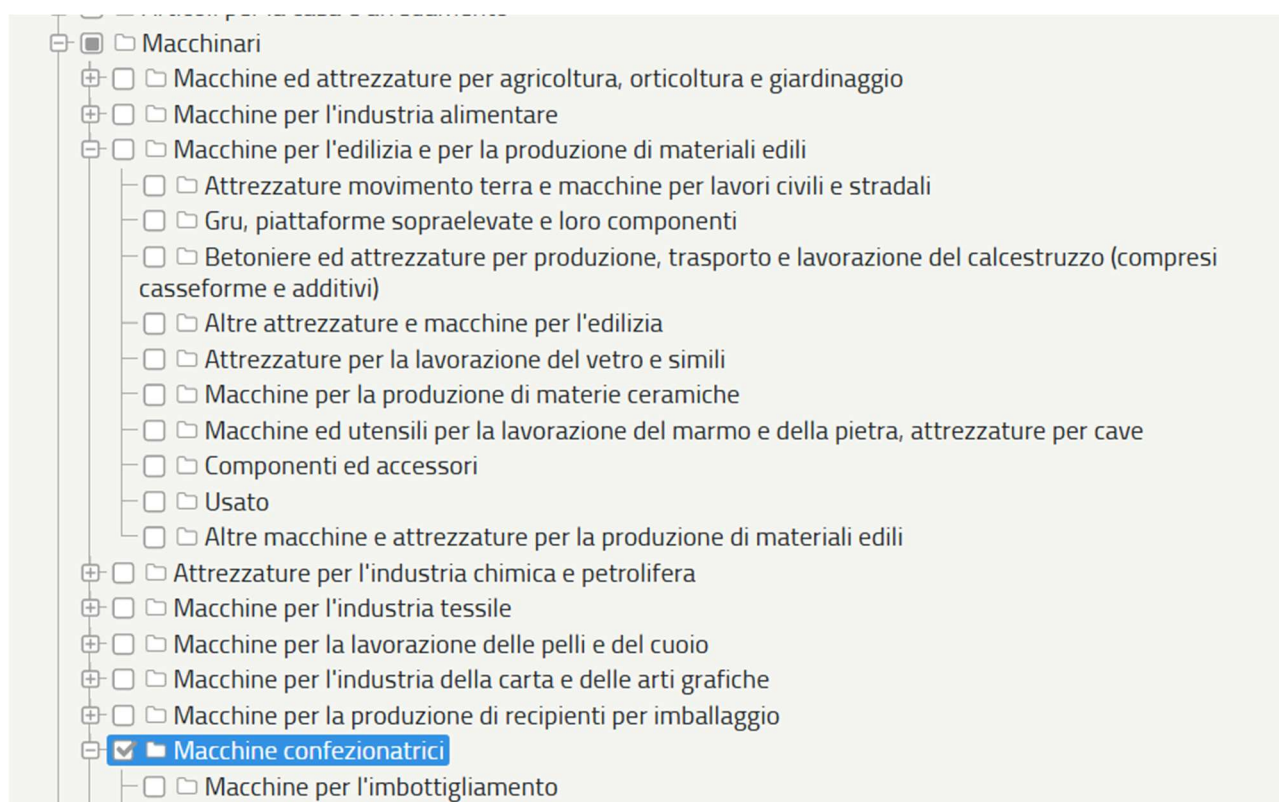 Macchinari
Macchine ed attrezzature per agricoltura, orticoltura e giardinaggio
Macchine per l'industria alimentare
Macchine per l'edilizia e per la produzione di materiali edili
Attrezzature movimento terra e macchine per lavori civili e stradali
Gru, piattaforme sopraelevate e loro componenti
Betoniere ed attrezzature per produzione, trasporto e lavorazione del calcestruzzo (compresi
casseforme e additivi)
Altre attrezzature e macchine per l'edilizia
Attrezzature per la lavorazione del vetro e simili
Macchine per la produzione di materie ceramiche
Macchine ed utensili per la lavorazione del marmo e della pietra, attrezzature per cave
Componenti ed accessori
Usato
Altre macchine e attrezzature per la produzione di materiali edili
Attrezzature per l'industria chimica e petrolifera
Macchine per l'industria tessile
Macchine per la lavorazione delle pelli e del cuoio
Macchine per l'industria della carta e delle arti grafiche
Macchine per la produzione di recipienti per imballaggio
Macchine confezionatrici
Macchine per l'imbottigliamento